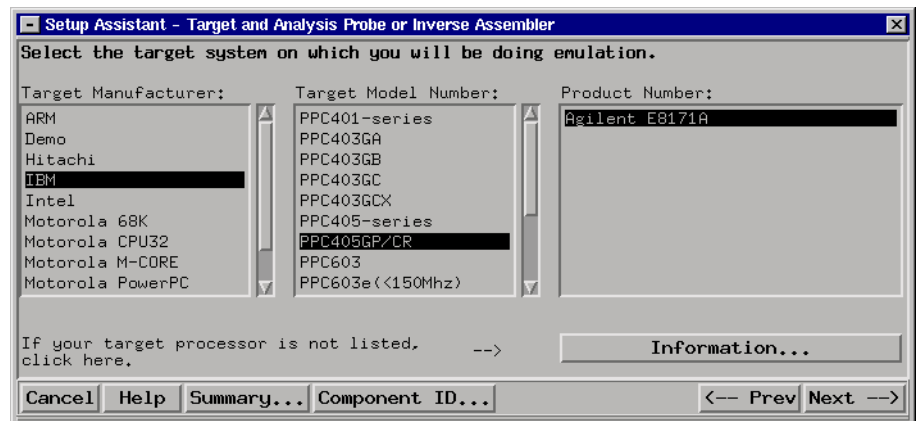 Setup Assistant - Target and Analysis Probe or Inverse Assembler
Select the target system on which you will be doing emulation.
Target Manufacturer:
ARM
Demo
Hitachi
IBM
Intel
Motorola 68K
Motorola CPU32
Motorola M-CORE
Motorola PowerPC
Target Model Number:
PPC401-series
PPC403GA
PPC403GB
PPC403GC
PPC403GCX
PPC405-series
PPC405GP/CR
PPC603
PPC603e(<150Mhz)
Product Number:
Agilent E8171A
If your target processor is not listed,
click here.
-->
Information...
Cancel
Help
Summary...
Component ID...
<-- Prev
Next -->